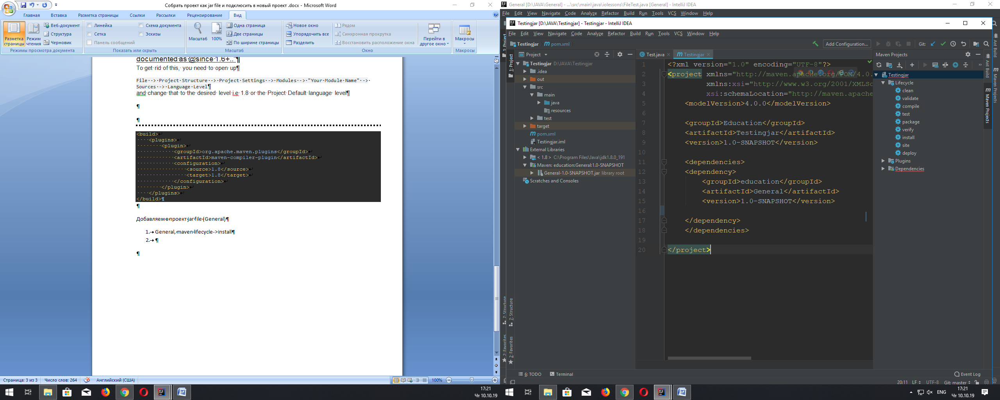 Собрать проект как jar file и подклюсить в новый проект .docx - Microsoft Word
Главная
Вставка
Разметка страницы
Ссылки
Рассылки
Рецензирование
Вид
Разметка страницы
Режим чтения
Веб-документ
Структура
Черновик
Режимы просмотра документа
Линейка
Сетка
Панель сообщений
Схема документа
Эскизы
Показать или скрыть
Масштаб
100%
Одна страница
Две страницы
По ширине страницы
Масштаб
Новое окно
Упорядочить все
Разделить
Рядом
Синхронная прокрутка
Восстановить расположение окна
Перейти в другое окно
Окно
Макросы
Макросы
documented as @since 1.6+.."¶
To get rid of this, you need to open up¶
File -> Project Structure -> Project Settings -> Modules -> "Your Module Name" ->
Sources -> Language Level¶
and change that to the desired level i.e 1.8 or the Project Default language level¶
¶
¶
<build>
<plugins>
<plugin>
<groupId>org.apache.maven.plugins</groupId>
<artifactId>maven-compiler-plugin</artifactId>
<configuration>
<source>1.8</source>
<target>1.8</target>
</configuration>
</plugin>
</plugins>
</build>¶
¶
Добавляем в проект jar file (General)¶
1. General, maven lifecycle->install¶
2. ¶
¶
Страница: 3 из 3
Число слов: 264
Английский (США)
100%
17:21
Чт 10.10.19
General [D:\JAVA\General] - ...\src\main\java\iolessons\FileTest.java [General] - IntelliJ IDEA
File Edit View Navigate Code Analyze Refactor Build Run Tools VCS Window Help
Testingjar [D:\JAVA\Testingjar] - Testingjar - IntelliJ IDEA
File Edit View Navigate Code Analyze Refactor Build Run Tools VCS Window Help
Testingjar
pom.xml
Add Configuration...
Git:
1: Project
1: Project
Project
Testingjar D:\JAVA\Testingjar
.idea
out
src
main
java
resources
test
target
pom.xml
Testingjar.iml
External Libraries
< 1.8 > C:\Program Files\Java\jdk1.8.0_191
Maven: education:General:1.0-SNAPSHOT
General-1.0-SNAPSHOT.jar library root
Scratches and Consoles
7: Structure
7: Structure
2: Favorites
2: Favorites
Test.java
Testingjar
1 <?xml version="1.0" encoding="UTF-8"?>
2 <project xmlns="http://maven.apache.org/POM/4.0.
3 xmlns:xsi="http://www.w3.org/2001/XMLSc
4 xsi:schemaLocation="http://maven.apache
5 <modelVersion>4.0.0</modelVersion>
6
7 <groupId>Education</groupId>
8 <artifactId>Testingjar</artifactId>
9 <version>1.0-SNAPSHOT</version>
10
11 <dependencies>
12 <dependency>
13 <groupId>education</groupId>
14 <artifactId>General</artifactId>
15 <version>1.0-SNAPSHOT</version>
16
17 </dependency>
18 </dependencies>
19
20 </project>
Maven Projects
Testingjar
Lifecycle
clean
validate
compile
test
package
verify
install
site
deploy
Plugins
Dependencies
Ant Build
Maven Projects
Ant Build
Maven Projects
6: TODO
Terminal
Event Log
20:11 LF UTF-8 Git: master
ENG
17:21
Чт 10.10.19